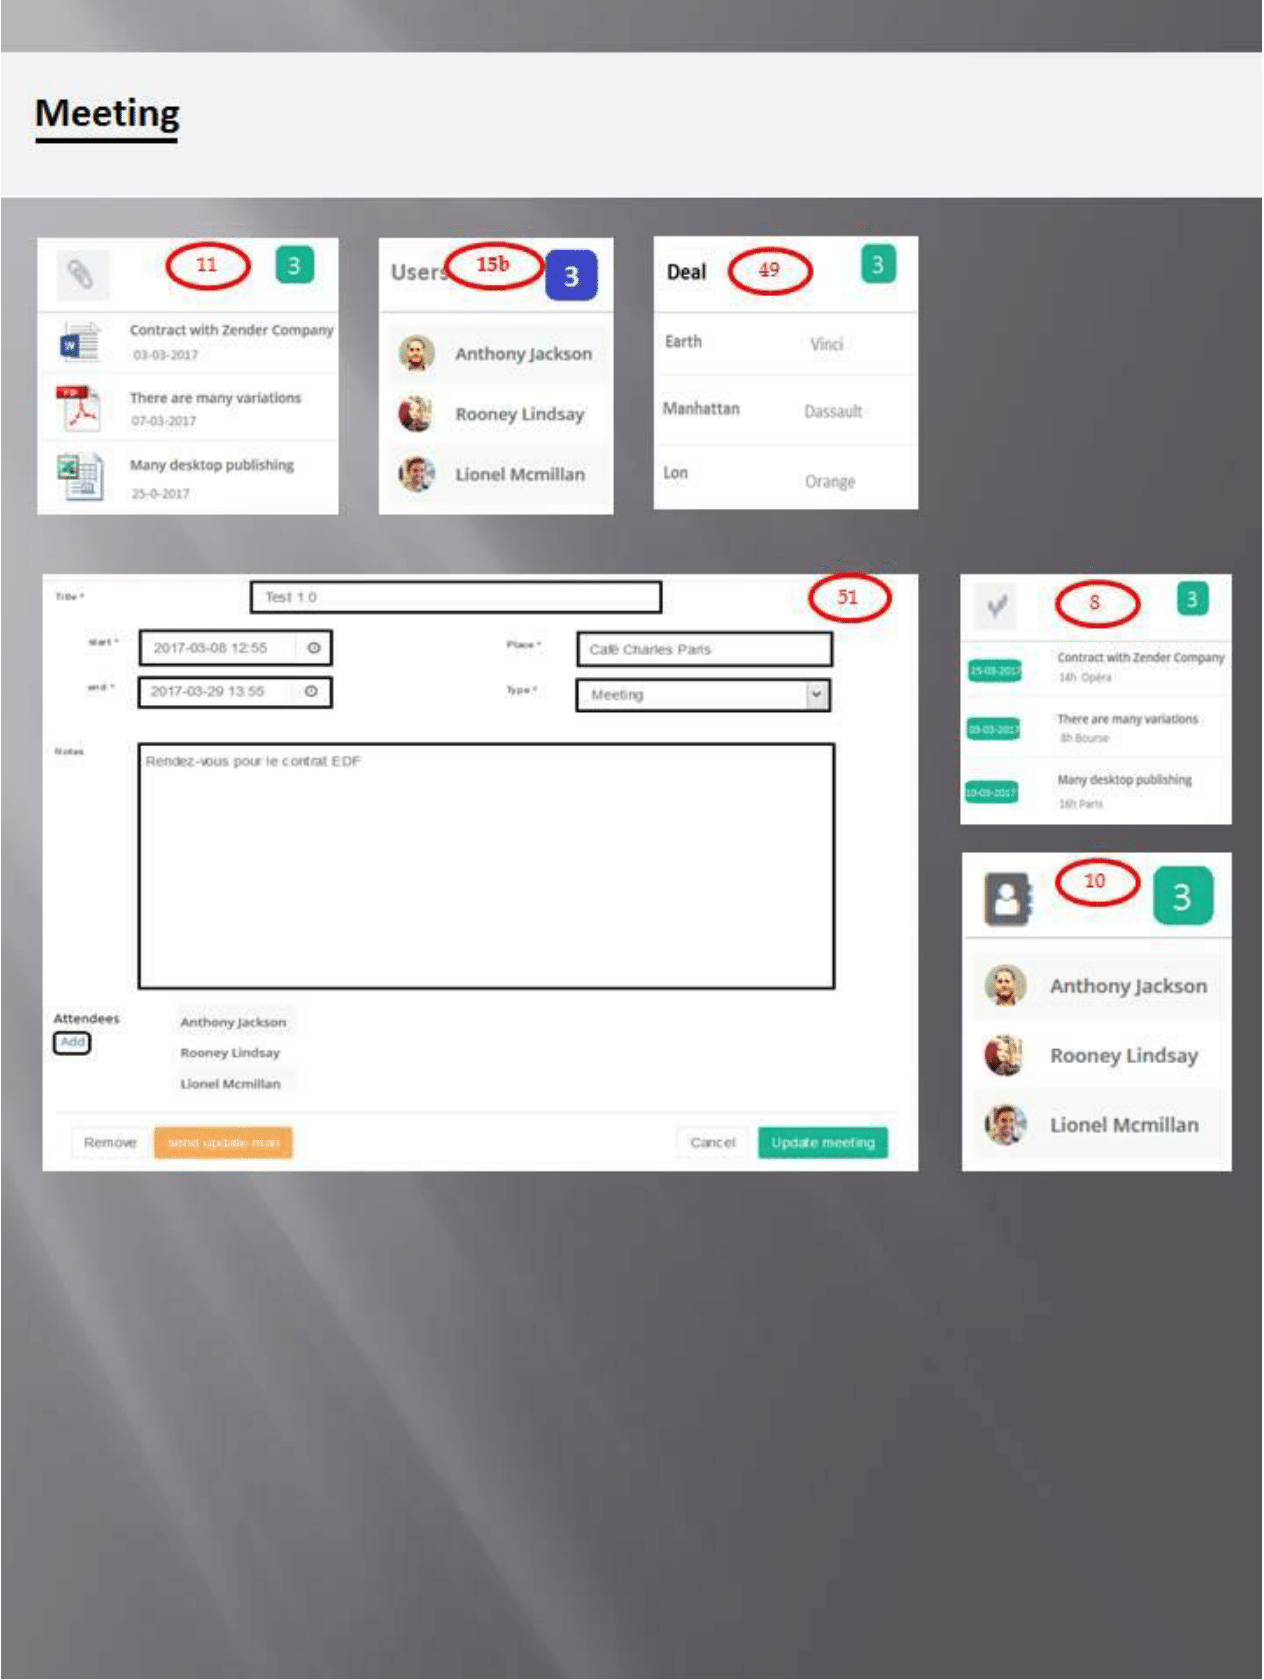 Meeting
11
3
Contract with Zender Company
03-03-2017
PDF
There are many variations
07-03-2017
Many desktop publishing
25-0-2017
Users
15b
3
Anthony Jackson
Rooney Lindsay
Lionel Mcmillan
Deal
49
3
Earth
Vinci
Manhattan
Dassault
Lon
Orange
Title *
Test 1.0
51
start *
2017-03-08 12:55
Place *
Café Charles Paris
end *
2017-03-29 13:55
Type *
Meeting
Notes
Rendez-vous pour le contrat EDF
Attendees
Add
Anthony Jackson
Rooney Lindsay
Lionel Mcmillan
Remove
Send update mail
Cancel
Update meeting
8
3
25-03-2017
Contract with Zender Company
14h Opéra
03-03-2017
There are many variations
8h Bourse
10-03-2017
Many desktop publishing
16h Paris
10
3
Anthony Jackson
Rooney Lindsay
Lionel Mcmillan